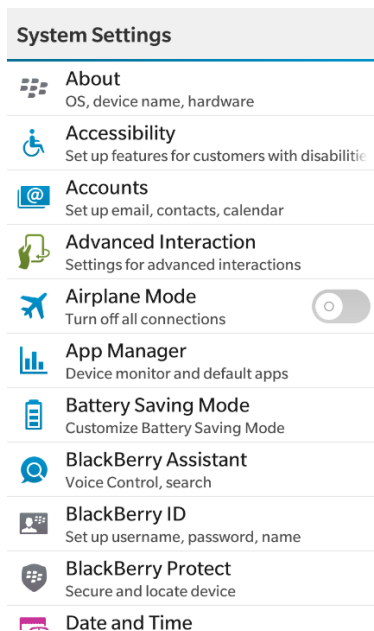 System Settings
About
OS, device name, hardware
Accessibility
Set up features for customers with disabilitie
Accounts
Set up email, contacts, calendar
Advanced Interaction
Settings for advanced interactions
Airplane Mode
Turn off all connections
App Manager
Device monitor and default apps
Battery Saving Mode
Customize Battery Saving Mode
BlackBerry Assistant
Voice Control, search
BlackBerry ID
Set up username, password, name
BlackBerry Protect
Secure and locate device
Date and Time